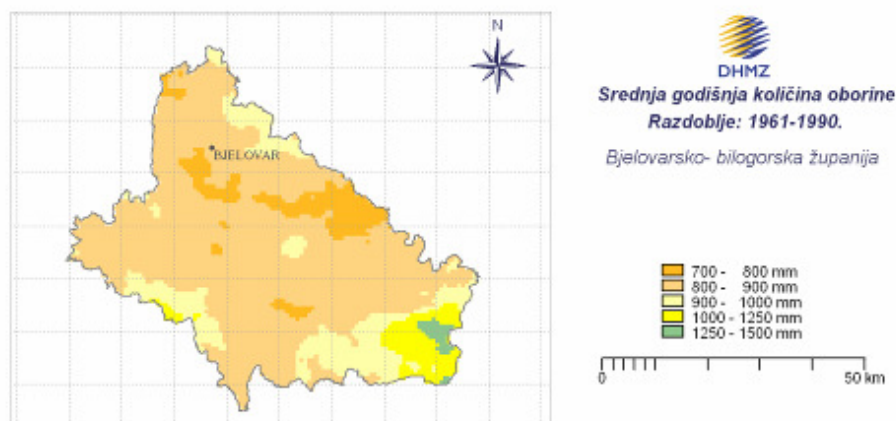 N
BJELOVAR
DHMZ
Srednja godišnja količina oborine
Razdoblje: 1961-1990.
Bjelovarsko- bilogorska županija
700 - 800 mm
800 - 900 mm
900 - 1000 mm
1000 - 1250 mm
1250 - 1500 mm
0 50 km